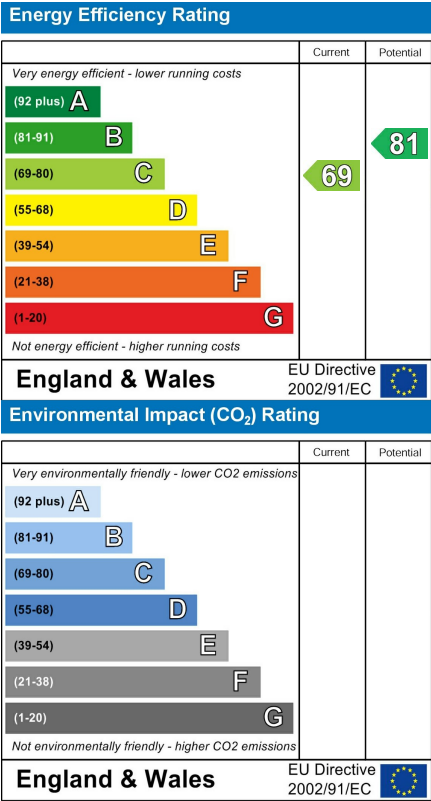 Energy Efficiency Rating
Current Potential
Very energy efficient - lower running costs
(92 plus) A
(81-91) B
81
(69-80) C
69
(55-68) D
(39-54) E
(21-38) F
(1-20) G
Not energy efficient - higher running costs
England & Wales
EU Directive
2002/91/EC
Environmental Impact (CO₂) Rating
Current Potential
Very environmentally friendly - lower CO2 emissions
(92 plus) A
(81-91) B
(69-80) C
(55-68) D
(39-54) E
(21-38) F
(1-20) G
Not environmentally friendly - higher CO2 emissions
England & Wales
EU Directive
2002/91/EC